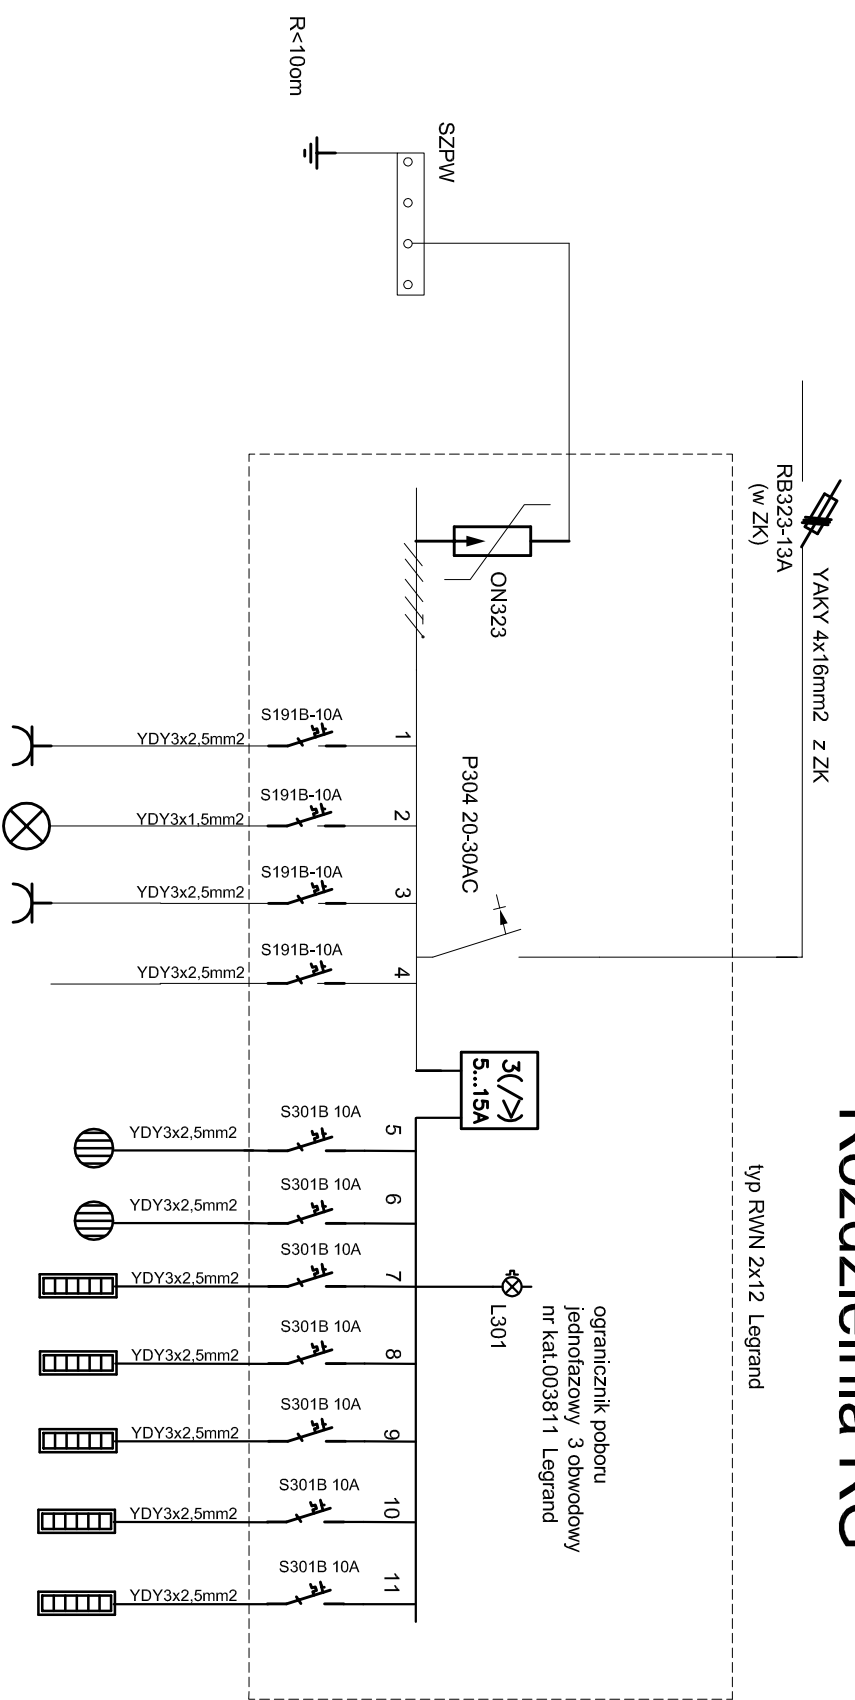 Rozdzielnia RG
typ RWN 2x12 Legrand
YAKY 4x16mm2 z ZK
RB323-13A
(w ZK)
ogranicznik poboru
jednofazowy 3 obwodowy
nr kat.003811 Legrand
SZPW
R<10om
ON323
P304 20-30AC
3(/>)
5...15A
L301
1
2
3
4
5
6
7
8
9
10
11
S191B-10A
S191B-10A
S191B-10A
S191B-10A
S301B 10A
S301B 10A
S301B 10A
S301B 10A
S301B 10A
S301B 10A
S301B 10A
YDY3x2,5mm2
YDY3x1,5mm2
YDY3x2,5mm2
YDY3x2,5mm2
YDY3x2,5mm2
YDY3x2,5mm2
YDY3x2,5mm2
YDY3x2,5mm2
YDY3x2,5mm2
YDY3x2,5mm2
YDY3x2,5mm2